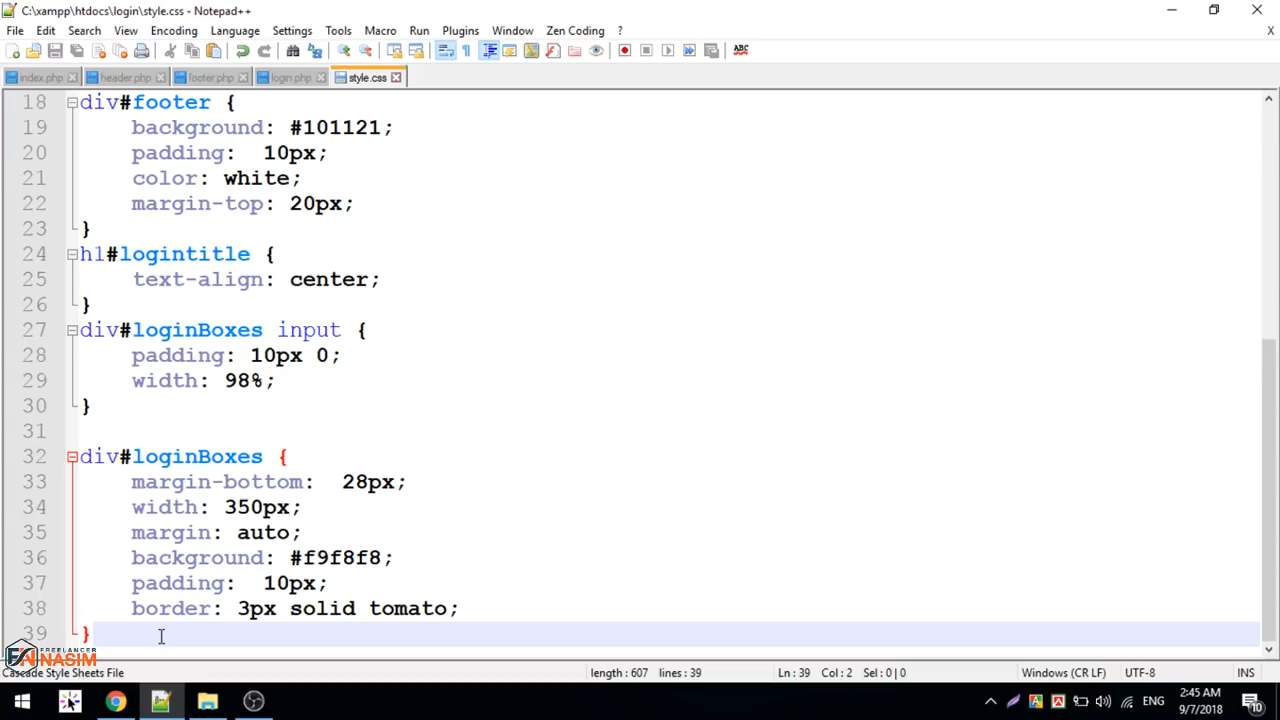 C:\xampp\htdocs\login\style.css - Notepad++
File Edit Search View Encoding Language Settings Tools Macro Run Plugins Window Zen Coding ? X
index.php header.php footer.php login.php style.css
18 div#footer {
19 background: #101121;
20 padding: 10px;
21 color: white;
22 margin-top: 20px;
23 }
24 h1#logintitle {
25 text-align: center;
26 }
27 div#loginBoxes input {
28 padding: 10px 0;
29 width: 98%;
30 }
31
32 div#loginBoxes {
33 margin-bottom: 28px;
34 width: 350px;
35 margin: auto;
36 background: #f9f8f8;
37 padding: 10px;
38 border: 3px solid tomato;
39 }
FREELANCER
NASIM
Cascade Style Sheets File length : 607 lines : 39 Ln : 39 Col : 2 Sel : 0 | 0 Windows (CR LF) UTF-8 INS
ENG 2:45 AM
9/7/2018 10